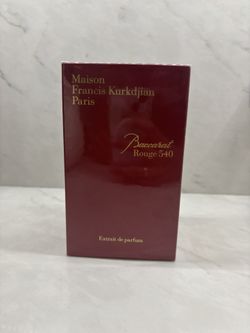 Maison
Francis Kurkdjian
Paris
Baccarat
Rouge 540
Extrait de parfum